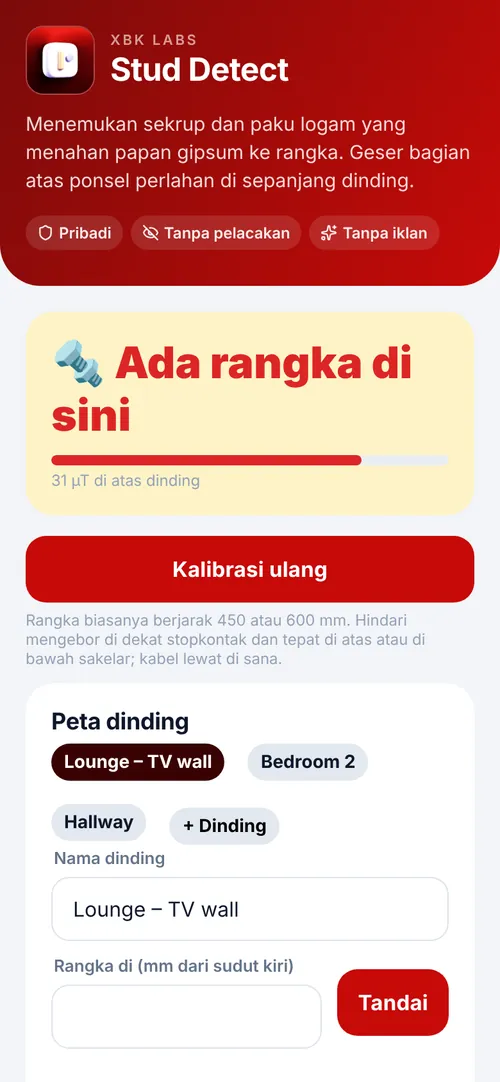 XBK LABS
Stud Detect
Menemukan sekrup dan paku logam yang
menahan papan gipsum ke rangka. Geser bagian
atas ponsel perlahan di sepanjang dinding.
Pribadi
Tanpa pelacakan
Tanpa iklan
🔩 Ada rangka di
sini
31 µT di atas dinding
Kalibrasi ulang
Rangka biasanya berjarak 450 atau 600 mm. Hindari
mengebor di dekat stopkontak dan tepat di atas atau di
bawah sakelar; kabel lewat di sana.
Peta dinding
Lounge – TV wall
Bedroom 2
Hallway
+ Dinding
Nama dinding
Lounge – TV wall
Rangka di (mm dari sudut kiri)
Tandai